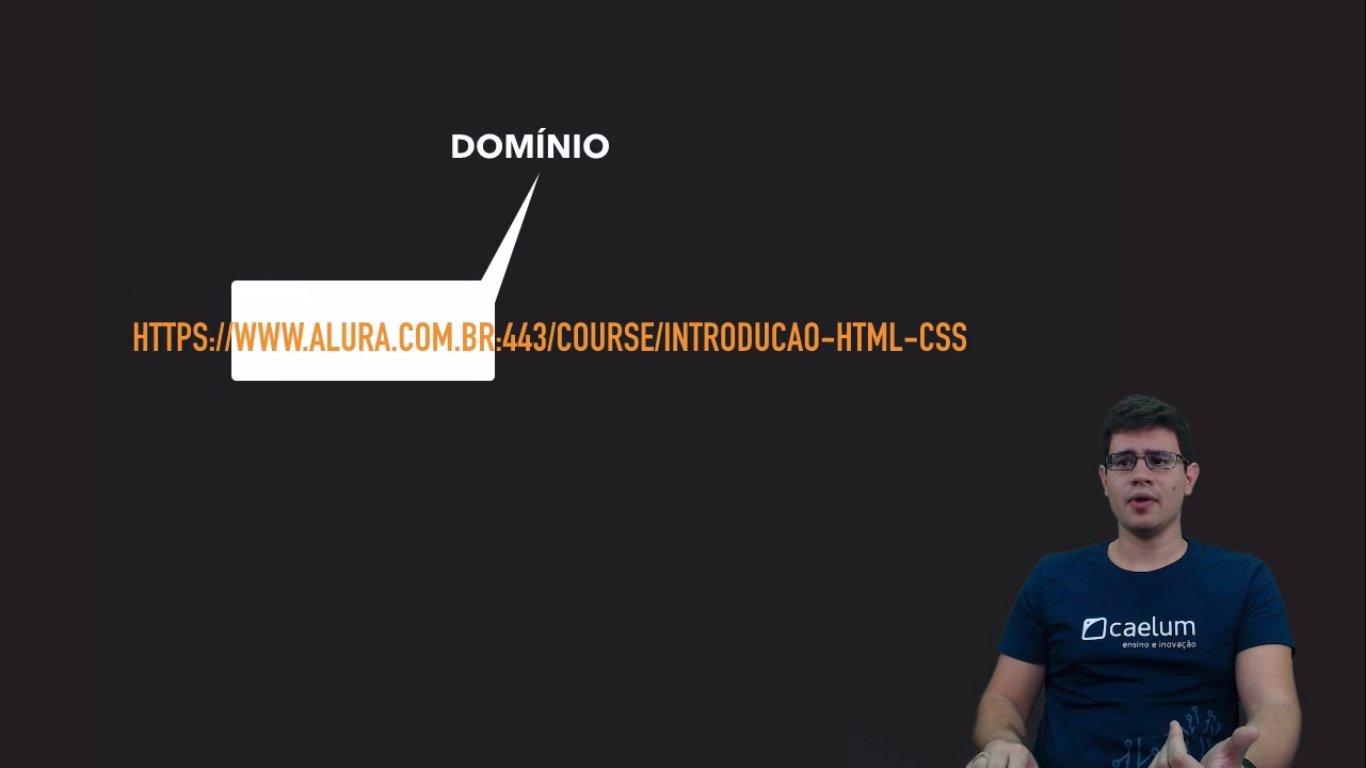 DOMÍNIO
HTTPS://WWW.ALURA.COM.BR:443/COURSE/INTRODUCAO-HTML-CSS
caelum
ensino e inovação